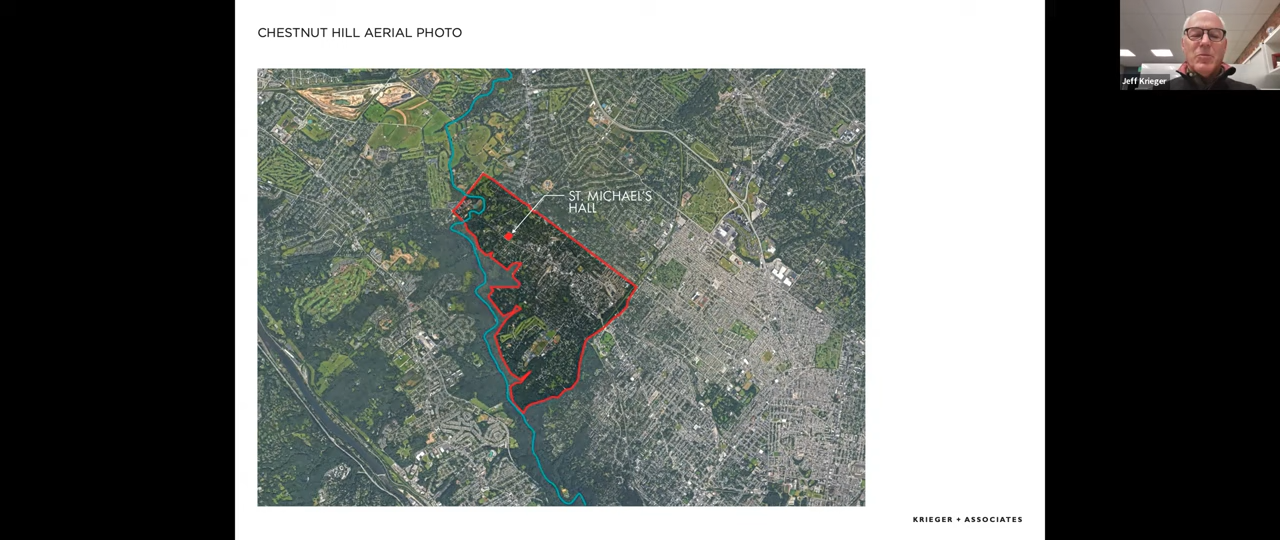 CHESTNUT HILL AERIAL PHOTO
Jeff Krieger
ST. MICHAEL'S
HALL
KRIEGER + ASSOCIATES